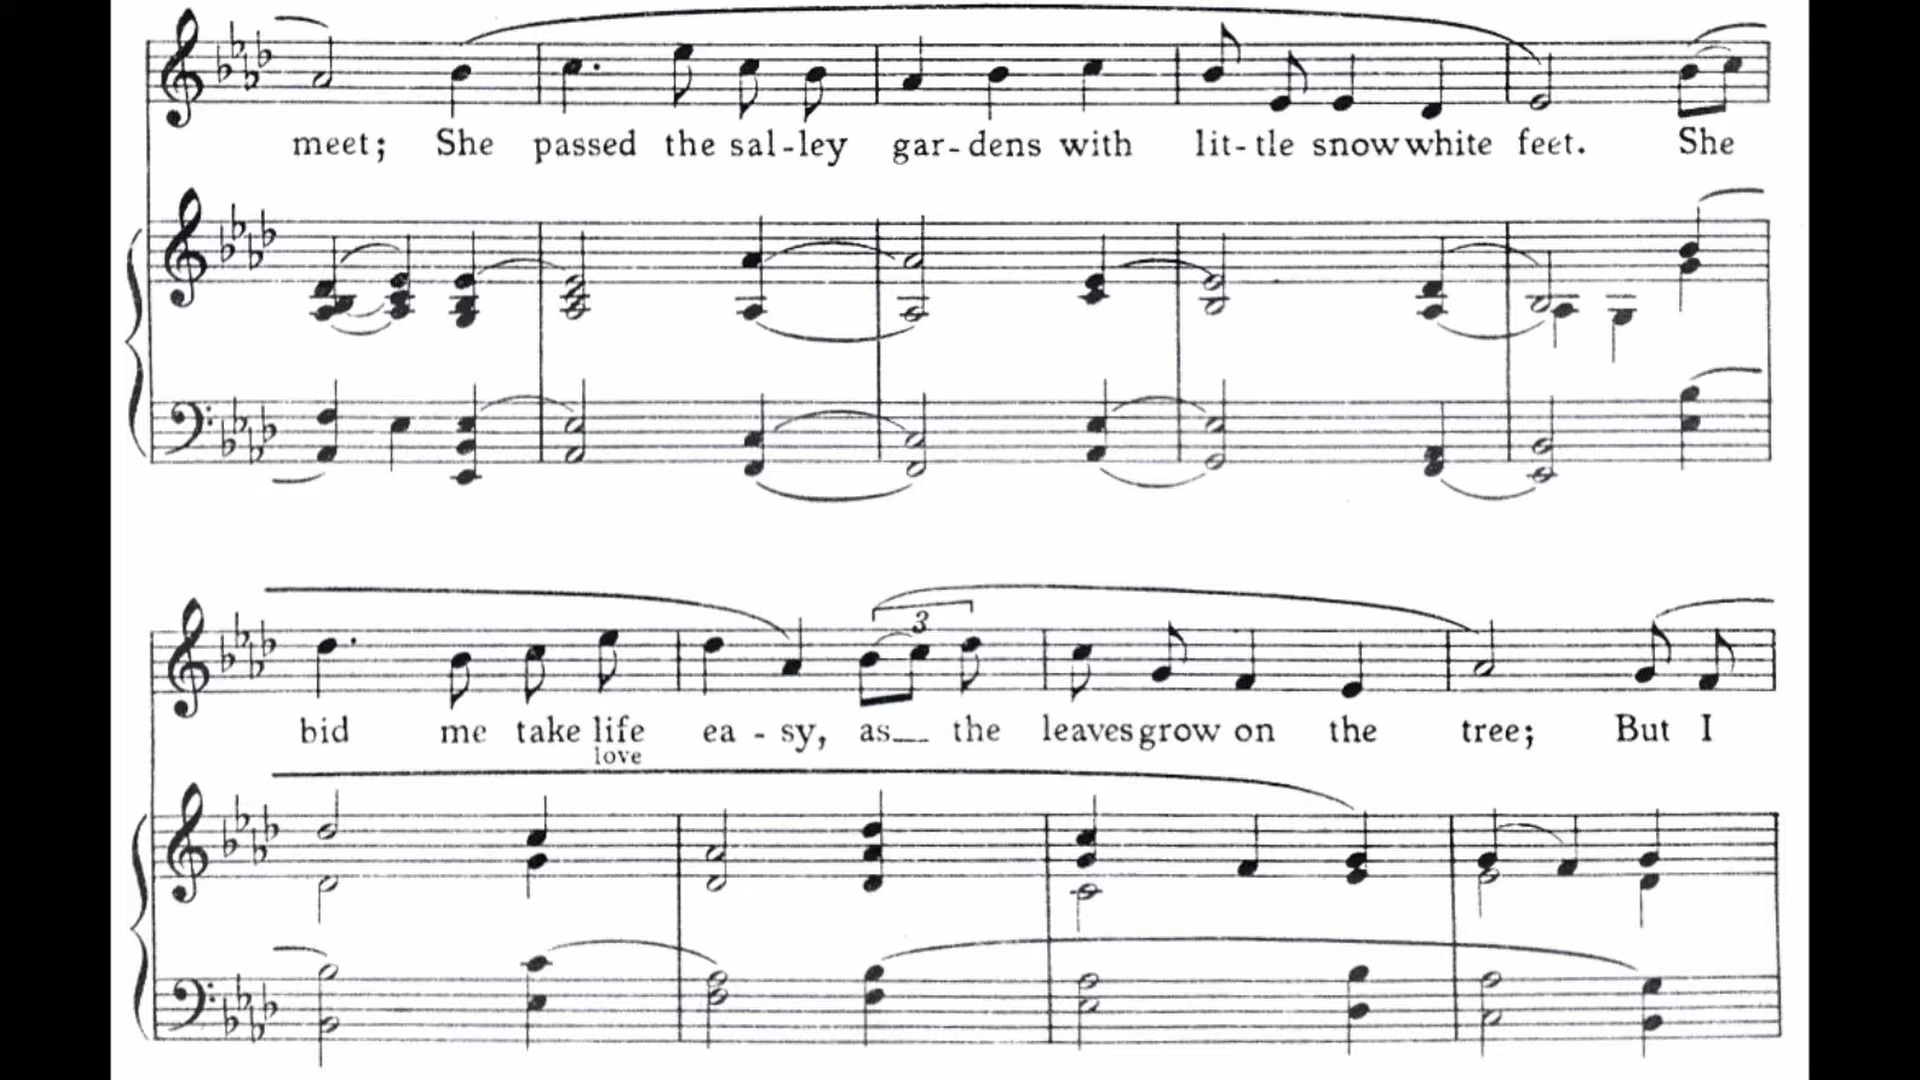 meet; She passed the sal-ley gar-dens with lit-tle snow white feet. She
3
bid me take life ea - sy, as the leaves grow on the tree; But I
love